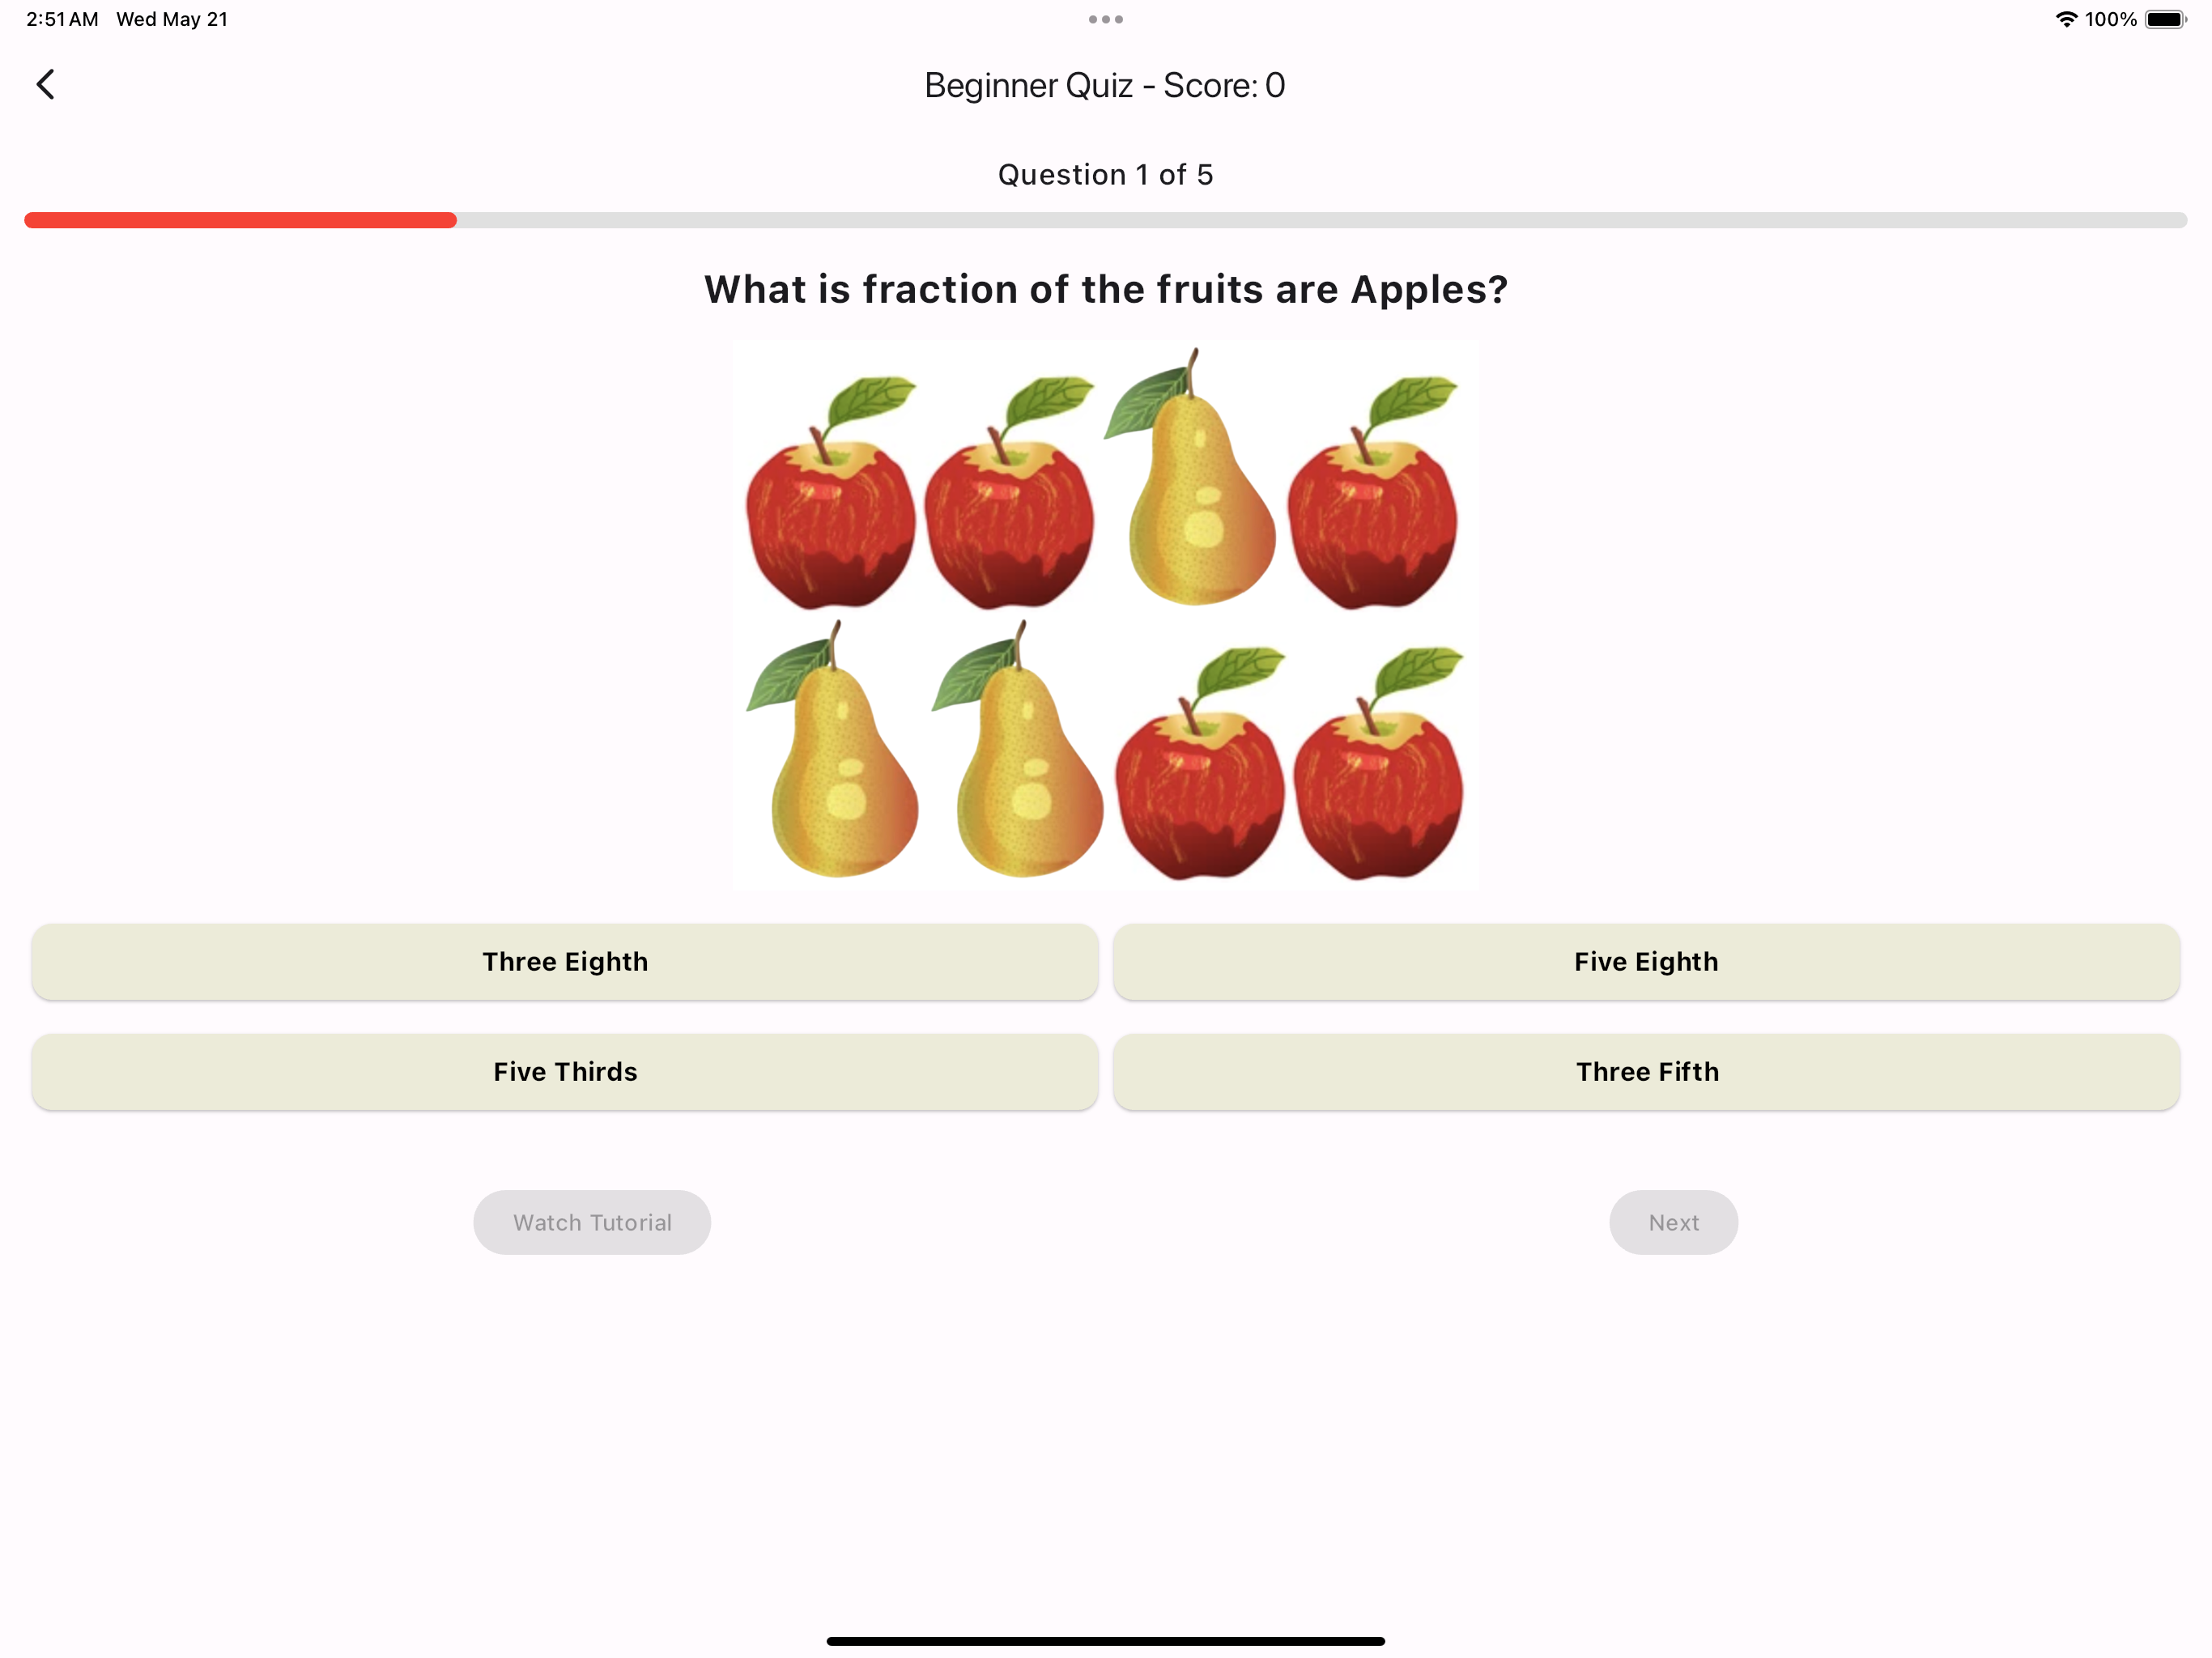 2:51 AM Wed May 21
100%
Beginner Quiz - Score: 0
Question 1 of 5
What is fraction of the fruits are Apples?
Three Eighth
Five Eighth
Five Thirds
Three Fifth
Watch Tutorial
Next